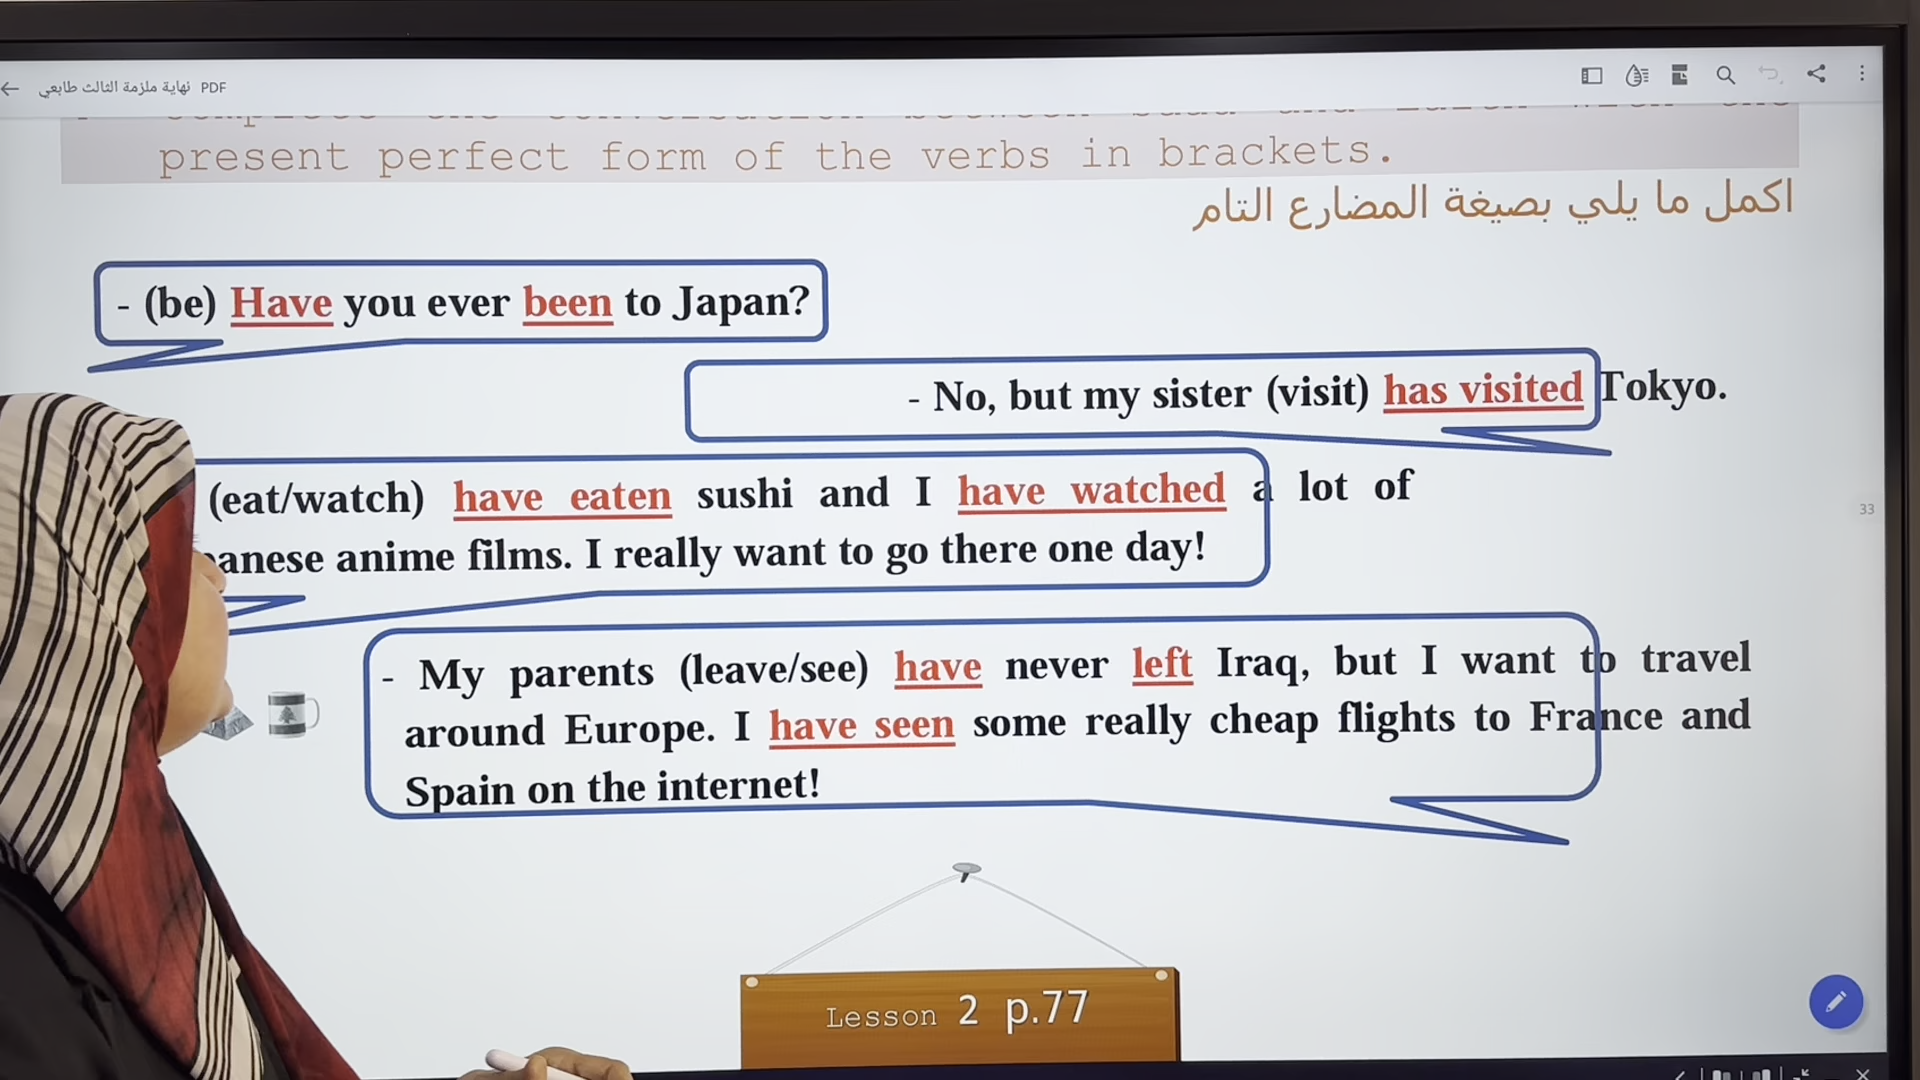 نهاية ملزمة الثالث طابعي PDF
present perfect form of the verbs in brackets.
اكمل ما يلي بصيغة المضارع التام
- (be) Have you ever been to Japan?
- No, but my sister (visit) has visited Tokyo.
(eat/watch) have eaten sushi and I have watched a lot of
anese anime films. I really want to go there one day!
33
- My parents (leave/see) have never left Iraq, but I want to travel
around Europe. I have seen some really cheap flights to France and
Spain on the internet!
Lesson 2 p.77